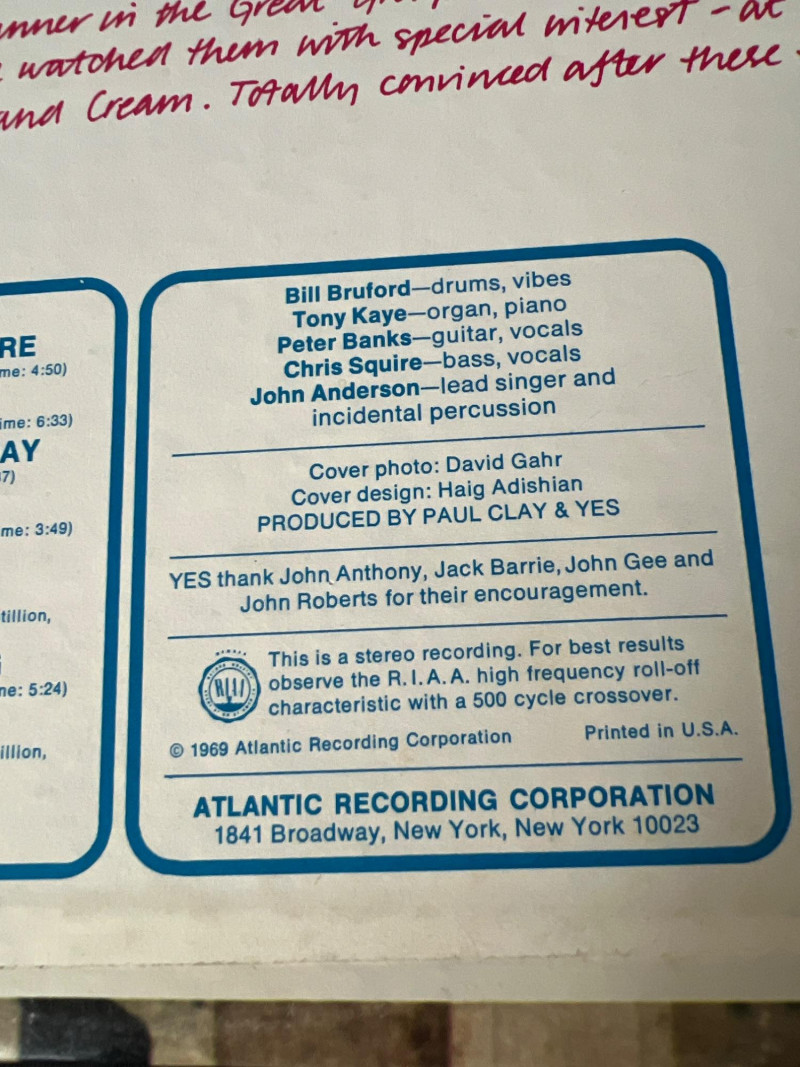 in the Great
watched them with special interest - at
and Cream. Totally convinced after these
RE
me: 4:50)
ime: 6:33)
AY
7)
me: 3:49)
tillion,
ne: 5:24)
illion,
Bill Bruford—drums, vibes
Tony Kaye—organ, piano
Peter Banks—guitar, vocals
Chris Squire—bass, vocals
John Anderson—lead singer and
incidental percussion
Cover photo: David Gahr
Cover design: Haig Adishian
PRODUCED BY PAUL CLAY & YES
YES thank John Anthony, Jack Barrie, John Gee and
John Roberts for their encouragement.
RIAA
This is a stereo recording. For best results
observe the R.I.A.A. high frequency roll-off
characteristic with a 500 cycle crossover.
© 1969 Atlantic Recording Corporation Printed in U.S.A.
ATLANTIC RECORDING CORPORATION
1841 Broadway, New York, New York 10023